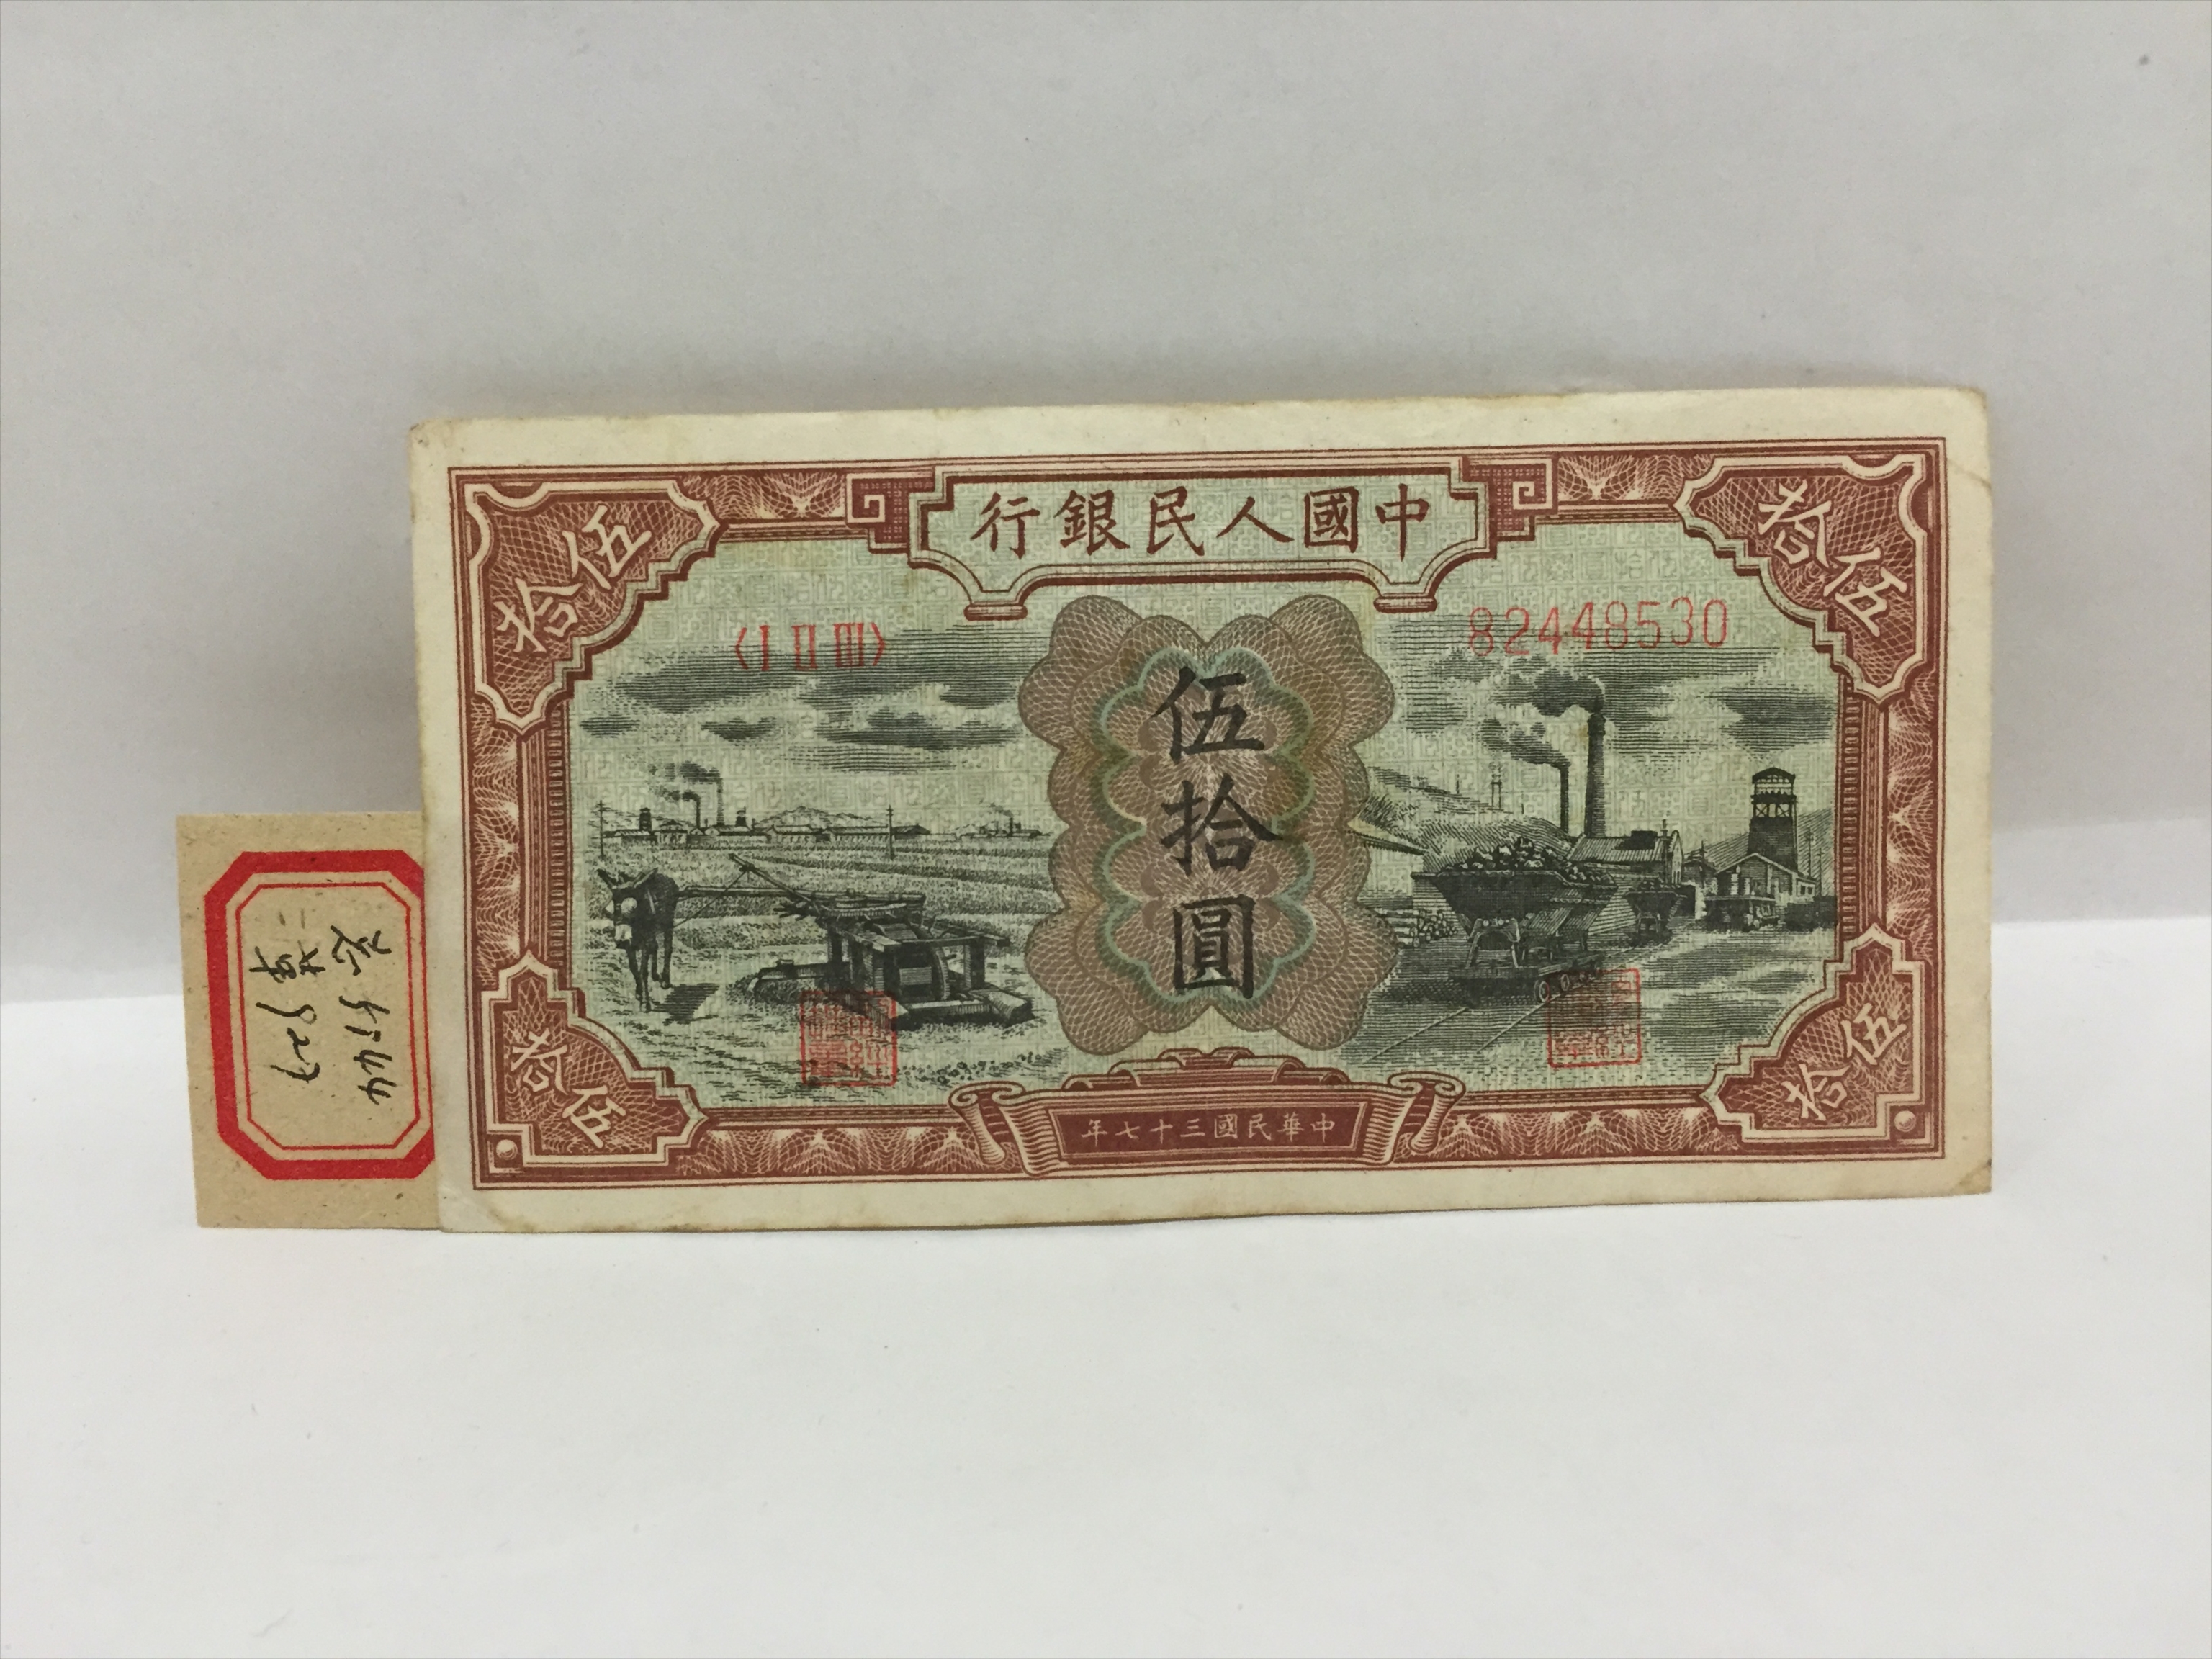 中國人民銀行
伍拾
伍拾
〈I II III〉
82448530
伍拾圓
伍拾
伍拾
中華民國三十七年